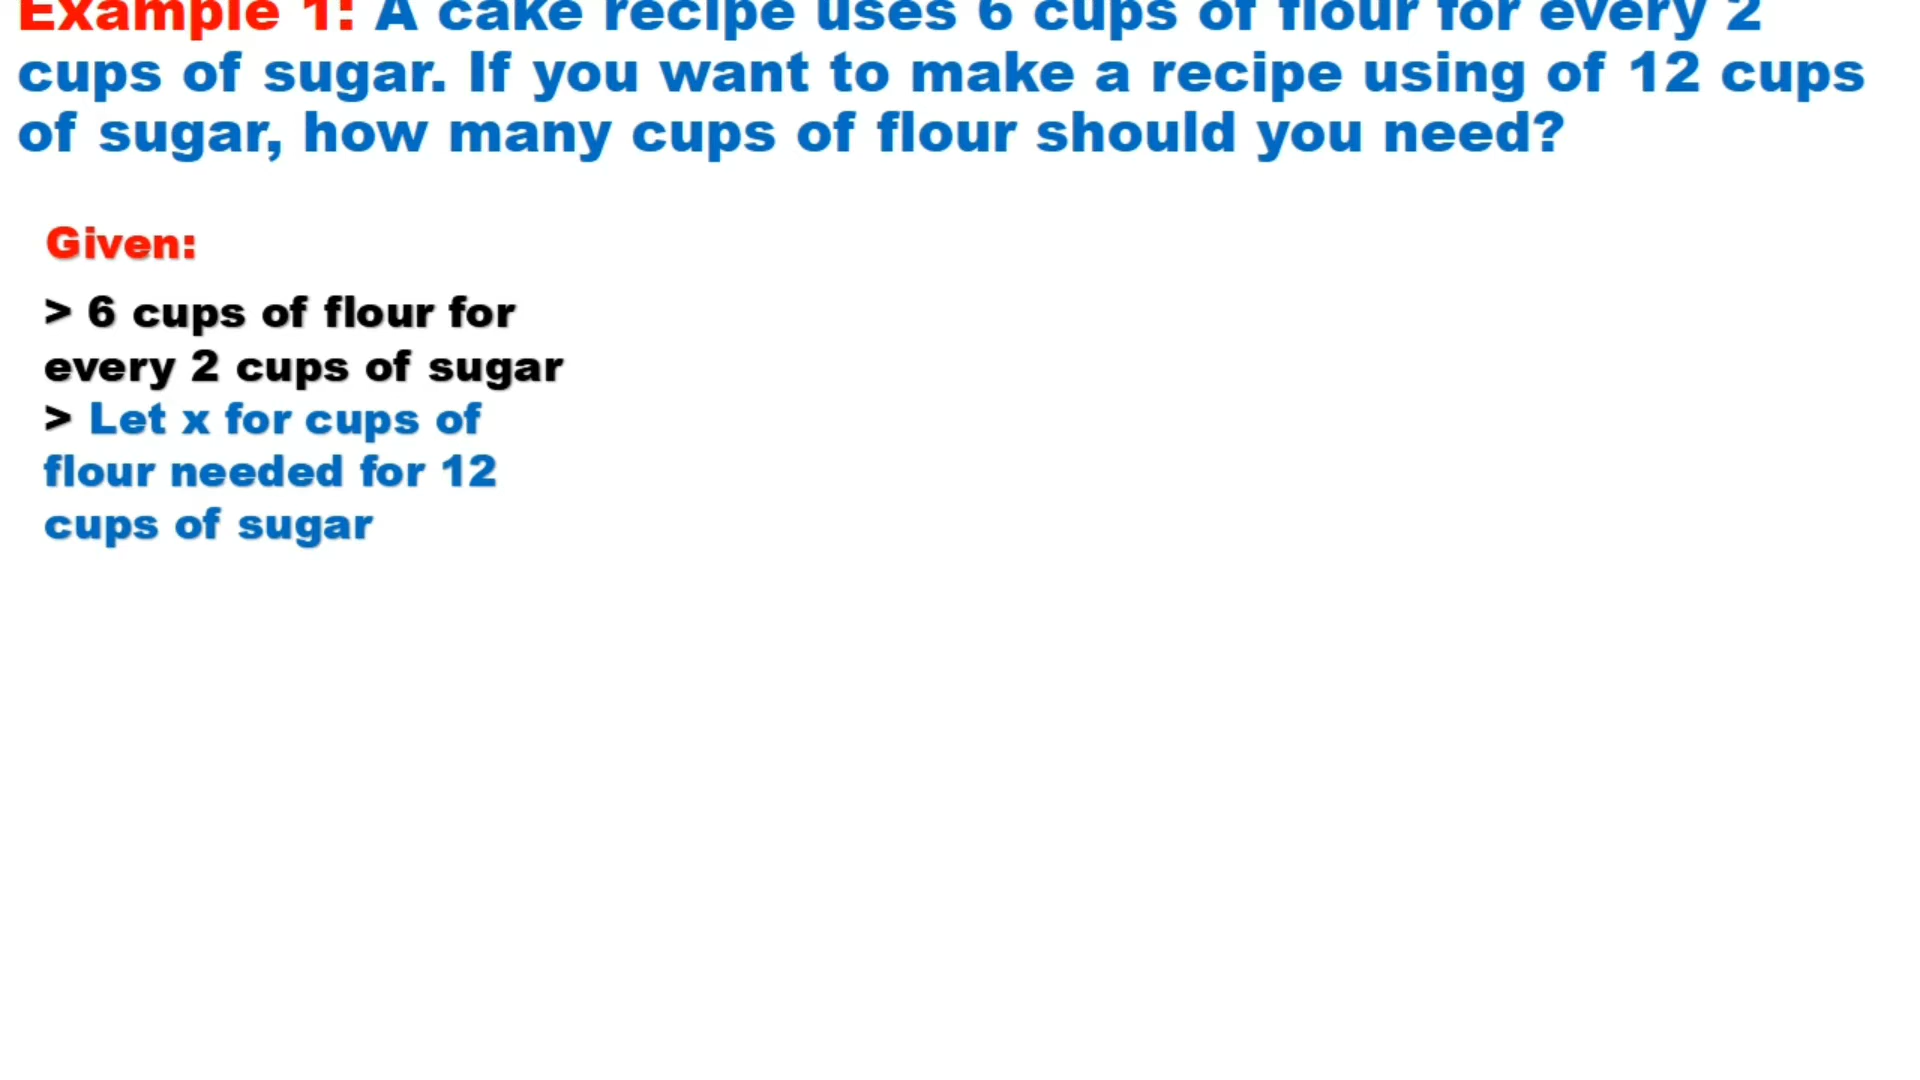 Example 1: A cake recipe uses 6 cups of flour for every 2
cups of sugar. If you want to make a recipe using of 12 cups
of sugar, how many cups of flour should you need?
Given:
> 6 cups of flour for
every 2 cups of sugar
> Let x for cups of
flour needed for 12
cups of sugar